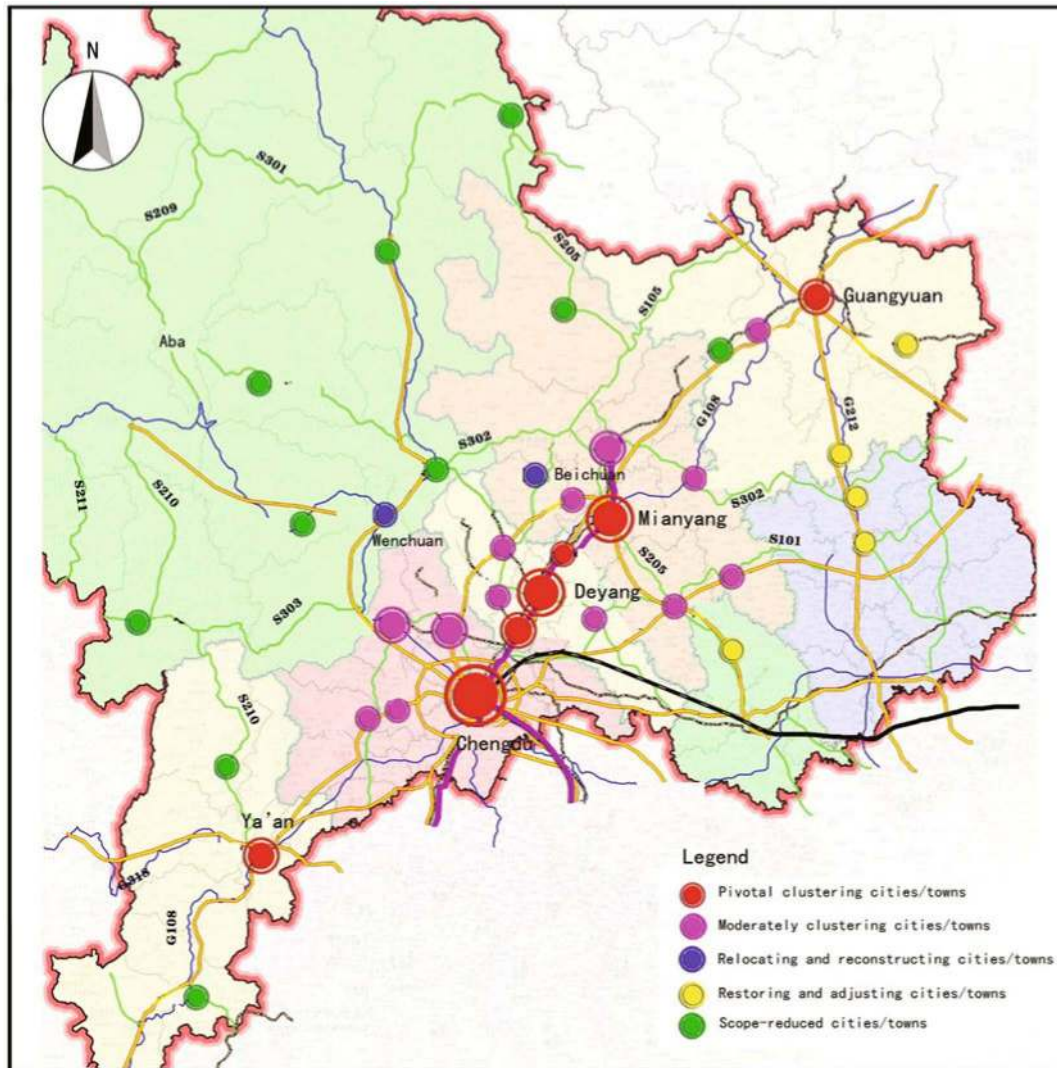 N
S301
S209
S205
S105
Guangyuan
Aba
G108
G212
S302
Beichuan
S302
S211
S210
Mianyang
Wenchuan
S101
S205
Deyang
S303
S210
Chengdu
Ya'an
G318
G108
Legend
Pivotal clustering cities/towns
Moderately clustering cities/towns
Relocating and reconstructing cities/towns
Restoring and adjusting cities/towns
Scope-reduced cities/towns